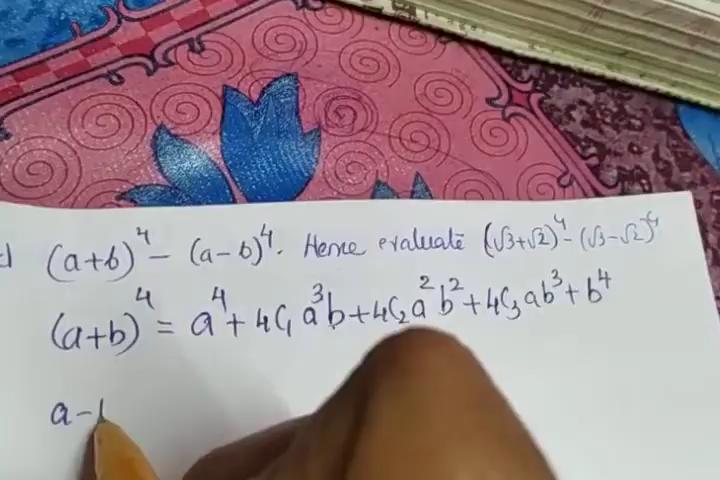 (a+b)⁴ - (a-b)⁴. Hence evaluate (√3+√2)⁴ - (√3-√2)⁴
(a+b)⁴ = a⁴ + 4C₁ a³b + 4C₂ a²b² + 4C₃ ab³ + b⁴
a -